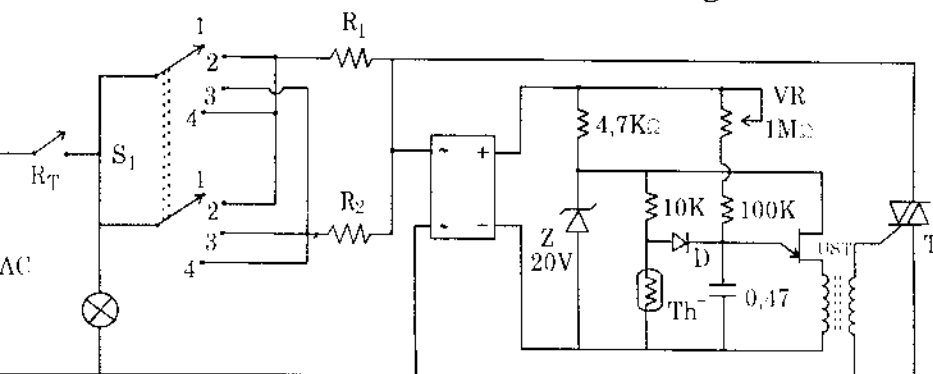 R1
1
2
3
4
S1
RT
1
2
3
4
R2
AC
~ +
~ −
4,7KΩ
VR
1MΩ
10K
100K
Z
20V
D
UST
Th-
0,47
T